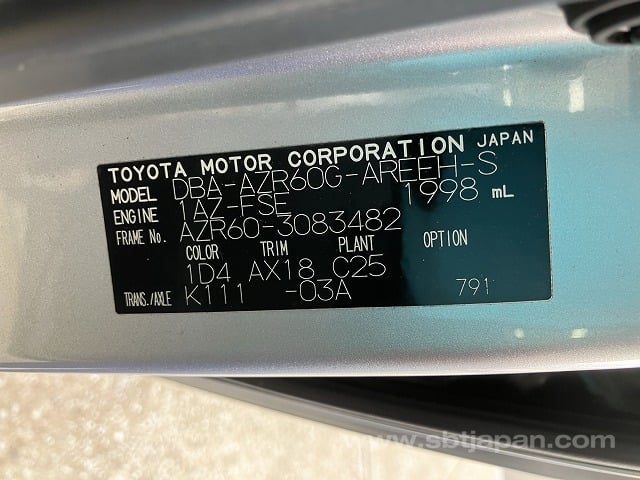 TOYOTA MOTOR CORPORATION JAPAN
MODEL DBA-AZR60G-AREEH-S
ENGINE 1AZ-FSE 1998 mL
FRAME No. AZR60-3083482
COLOR TRIM PLANT OPTION
1D4 AX18 C25
TRANS./AXLE K111 -03A 791
www.sbtjapan.com